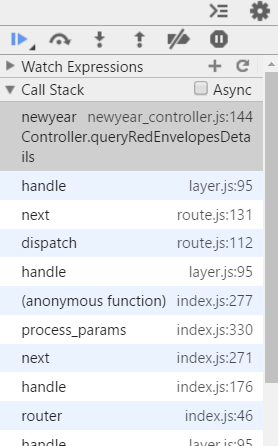 Watch Expressions
Call Stack Async
newyear newyear_controller.js:144
Controller.queryRedEnvelopesDeta
ils
handle layer.js:95
next route.js:131
dispatch route.js:112
handle layer.js:95
(anonymous function) index.js:277
process_params index.js:330
next index.js:271
handle index.js:176
router index.js:46
handle layer.js:95